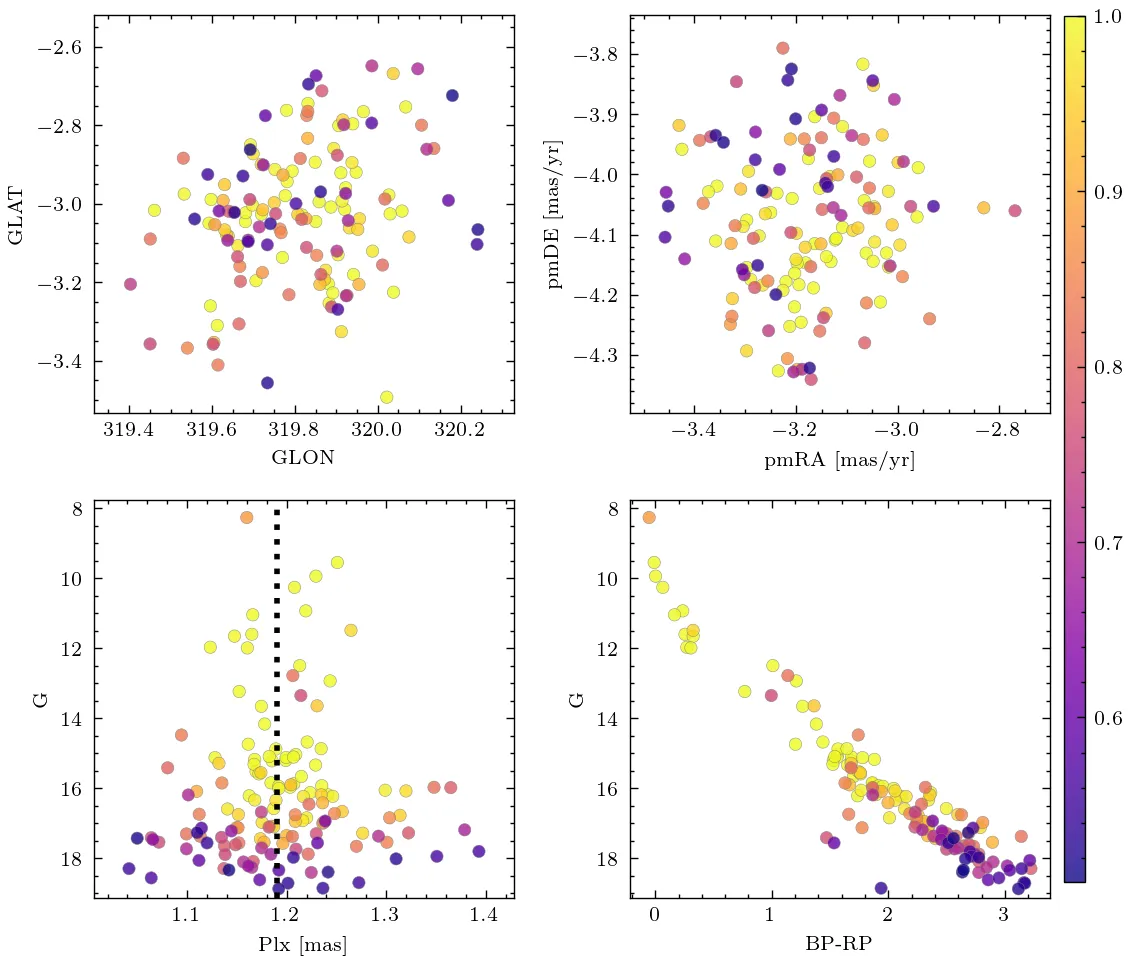 −2.6
−2.8
−3.0
−3.2
−3.4
GLAT
319.4 319.6 319.8 320.0 320.2
GLON
−3.8
−3.9
−4.0
−4.1
−4.2
−4.3
pmDE [mas/yr]
−3.4 −3.2 −3.0 −2.8
pmRA [mas/yr]
1.0
0.9
0.8
0.7
0.6
8
10
12
14
16
18
G
1.1 1.2 1.3 1.4
Plx [mas]
8
10
12
14
16
18
G
0 1 2 3
BP-RP